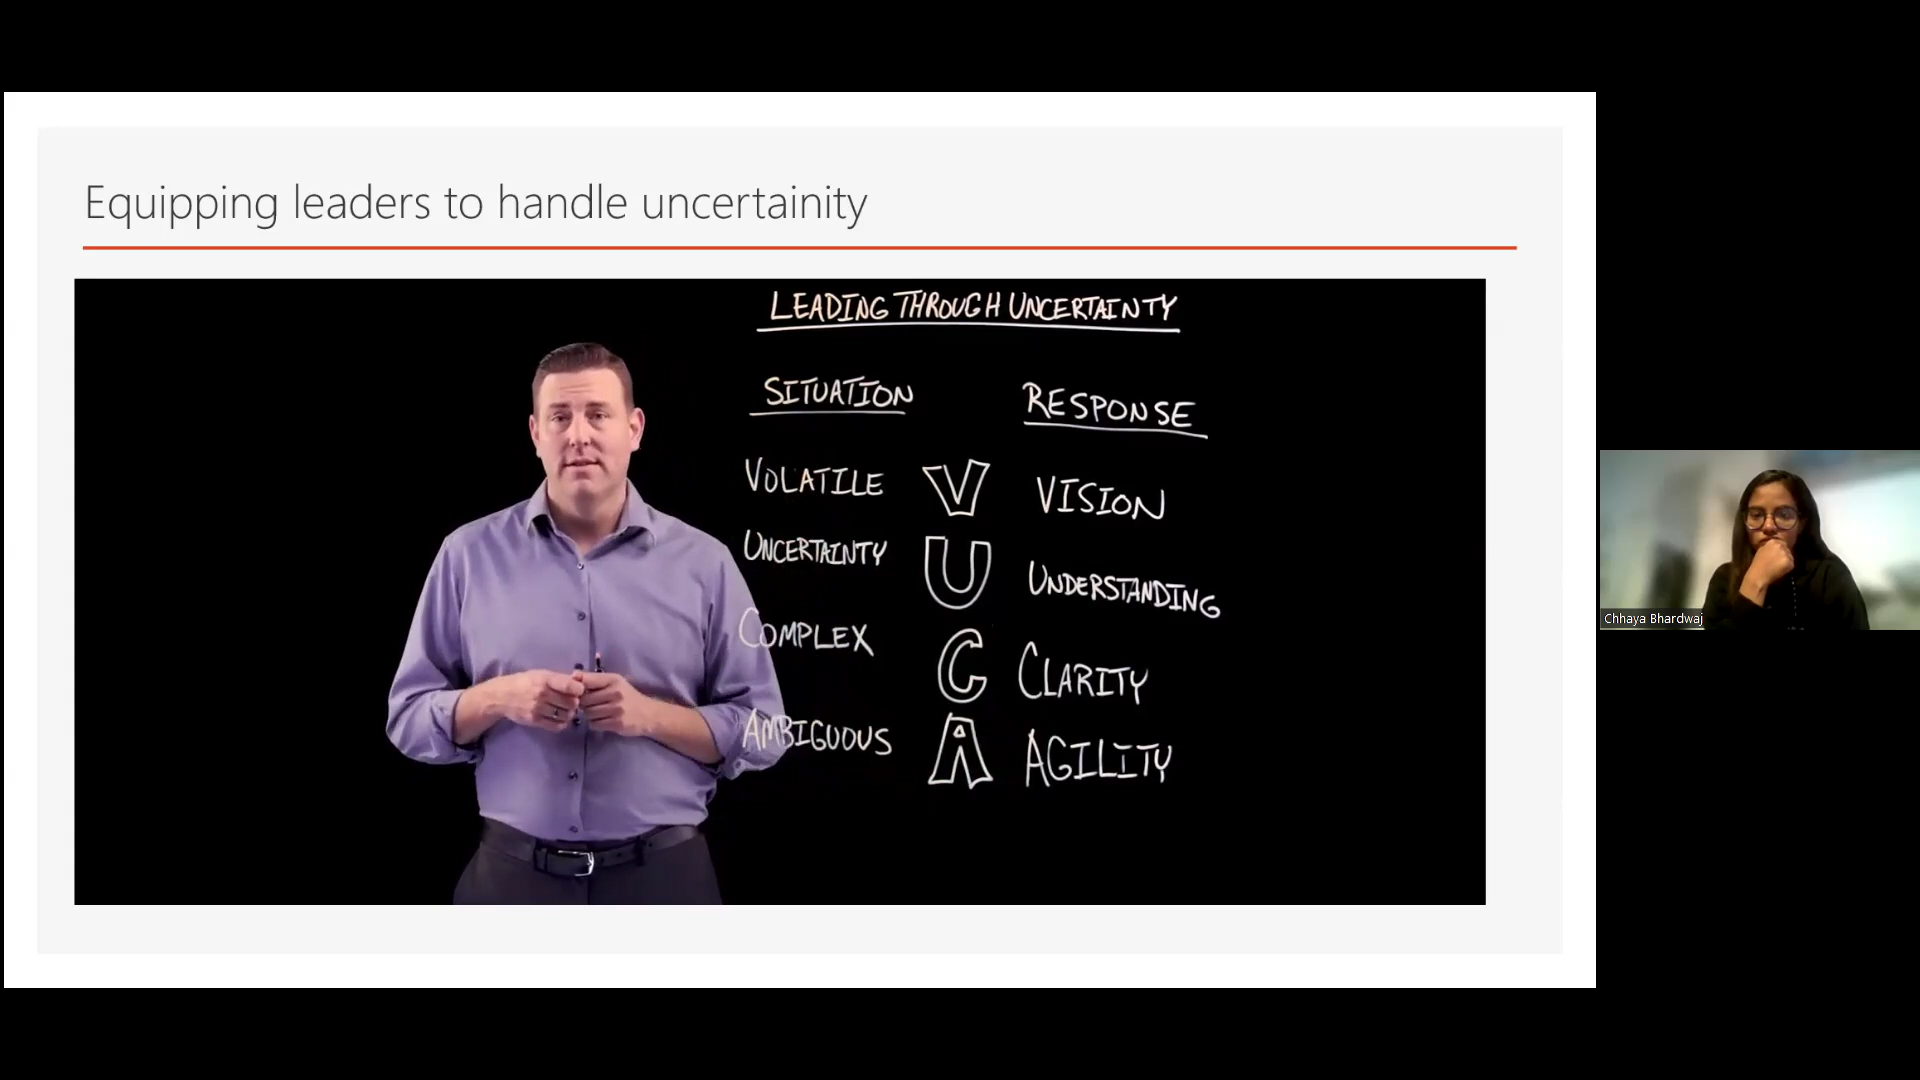 Equipping leaders to handle uncertainity
LEADING THROUGH UNCERTAINTY
SITUATION RESPONSE
VOLATILE V VISION
UNCERTAINTY U UNDERSTANDING
COMPLEX C CLARITY
AMBIGUOUS A AGILITY
Chhaya Bhardwaj